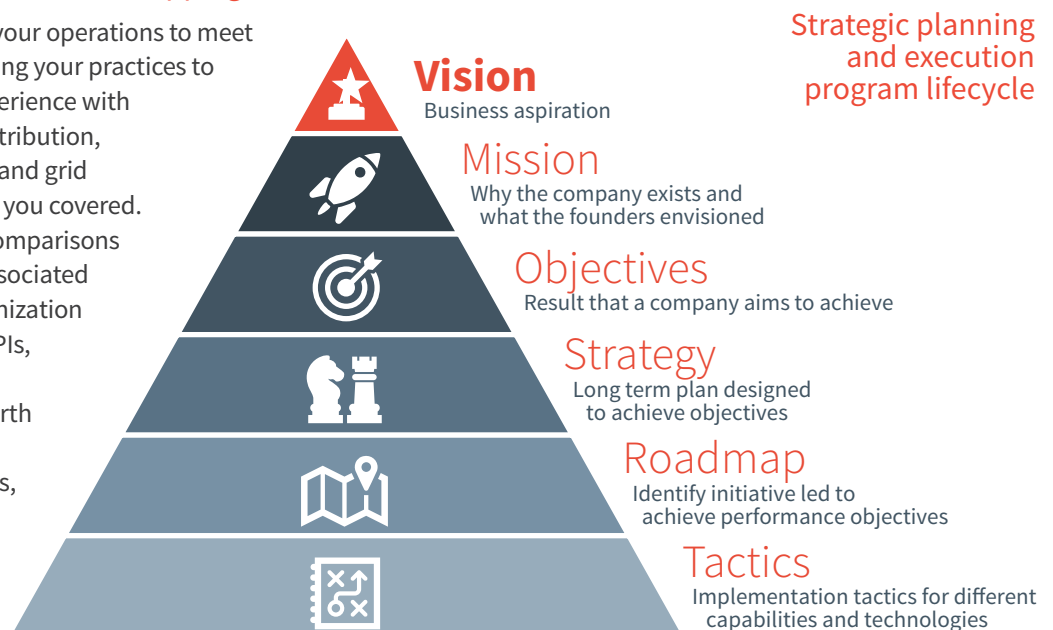 your operations to meet
ng your practices to
erience with
tribution,
and grid
you covered.
omparisons
sociated
nization
PIs,
rth
s,
Strategic planning
and execution
program lifecycle
Vision
Business aspiration
Mission
Why the company exists and
what the founders envisioned
Objectives
Result that a company aims to achieve
Strategy
Long term plan designed
to achieve objectives
Roadmap
Identify initiative led to
achieve performance objectives
Tactics
Implementation tactics for different
capabilities and technologies